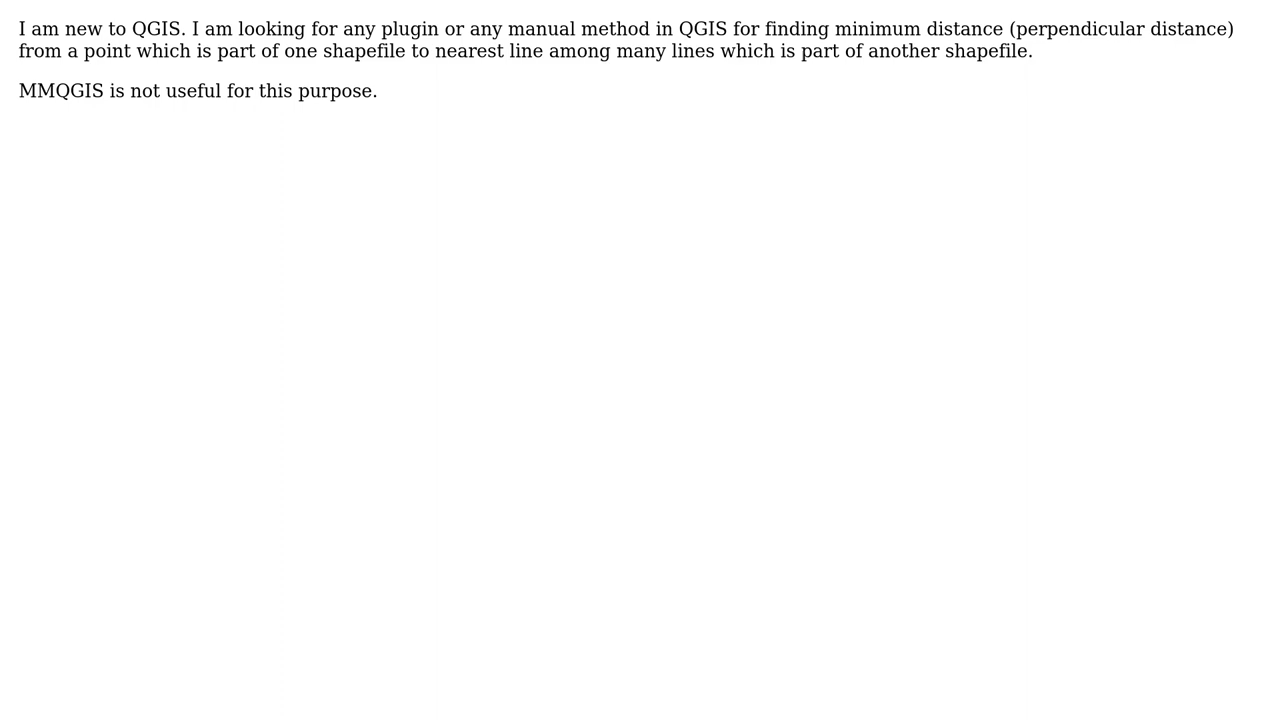 I am new to QGIS. I am looking for any plugin or any manual method in QGIS for finding minimum distance (perpendicular distance)
from a point which is part of one shapefile to nearest line among many lines which is part of another shapefile.
MMQGIS is not useful for this purpose.